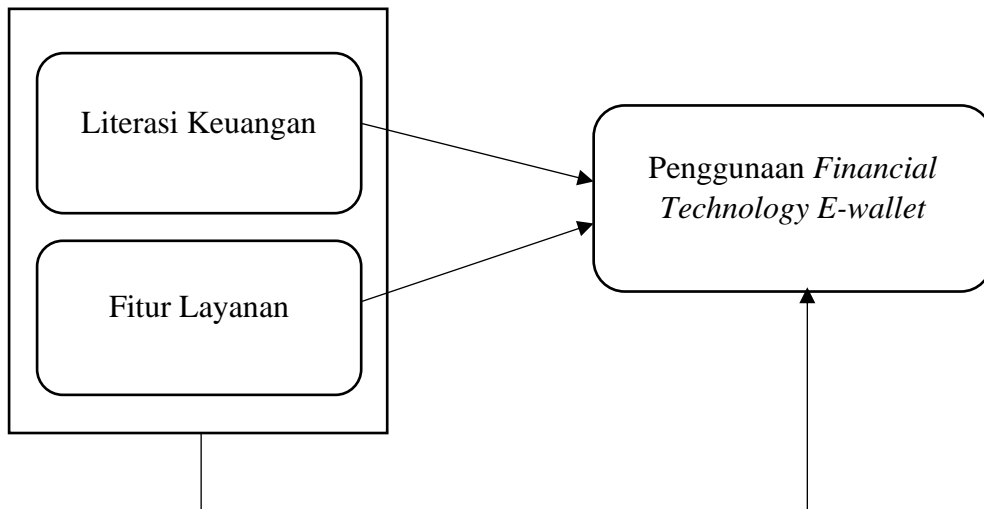 Literasi Keuangan
Penggunaan Financial
Technology E-wallet
Fitur Layanan